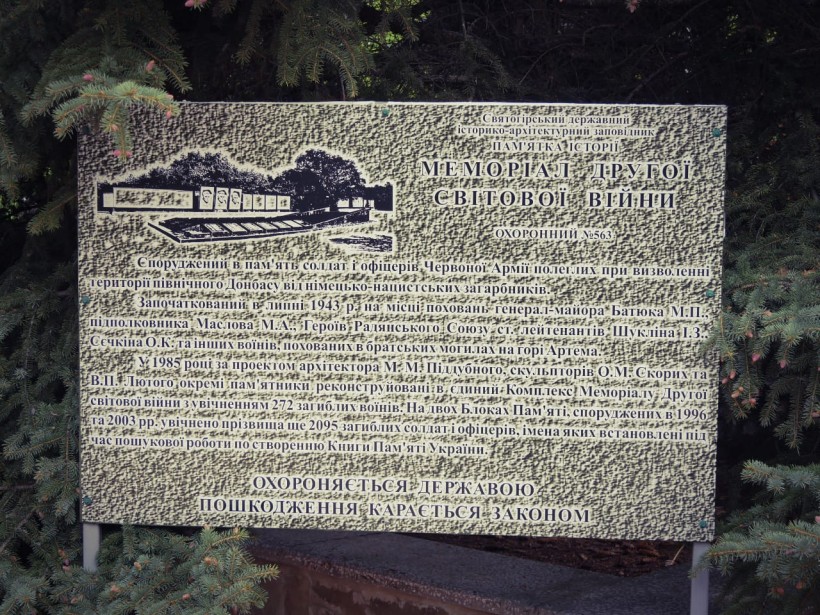 Святогірський державний
історико-архітектурний заповідник
ПАМ'ЯТКА ІСТОРІЇ
МЕМОРІАЛ ДРУГОЇ
СВІТОВОЇ ВІЙНИ
ОХОРОННИЙ №563
Споруджений в пам'ять солдат і офіцерів Червоної Армії полеглих при визволенні
території північного Донбасу від німецько-нацистських загарбників.
Започаткований в липні 1943 р. на місці поховань генерал-майора Батюка М.П.,
підполковника Маслова М.А., Героїв Радянського Союзу ст. лейтенантів, Шукліна І.З.,
Сєчкіна О.К. та інших воїнів, похованих в братських могилах на горі Артема.
У 1985 році за проектом архітектора М. М. Піддубного, скульпторів О.М. Скорих та
В.П. Лютого окремі пам'ятники реконструйовані в єдиний Комплекс Меморіалу Другої
світової війни з увішенням 272 загиблих воїнів. На двох Блоках Пам'яті, споруджених в 1996
та 2003 рр. увічнено прізвища ще 2095 загиблих солдат і офіцерів, імена яких встановлені під
час пошукової роботи по створенню Книги Пам'яті України.
ОХОРОНЯЄТЬСЯ ДЕРЖАВОЮ
ПОШКОДЖЕННЯ КАРАЄТЬСЯ ЗАКОНОМ